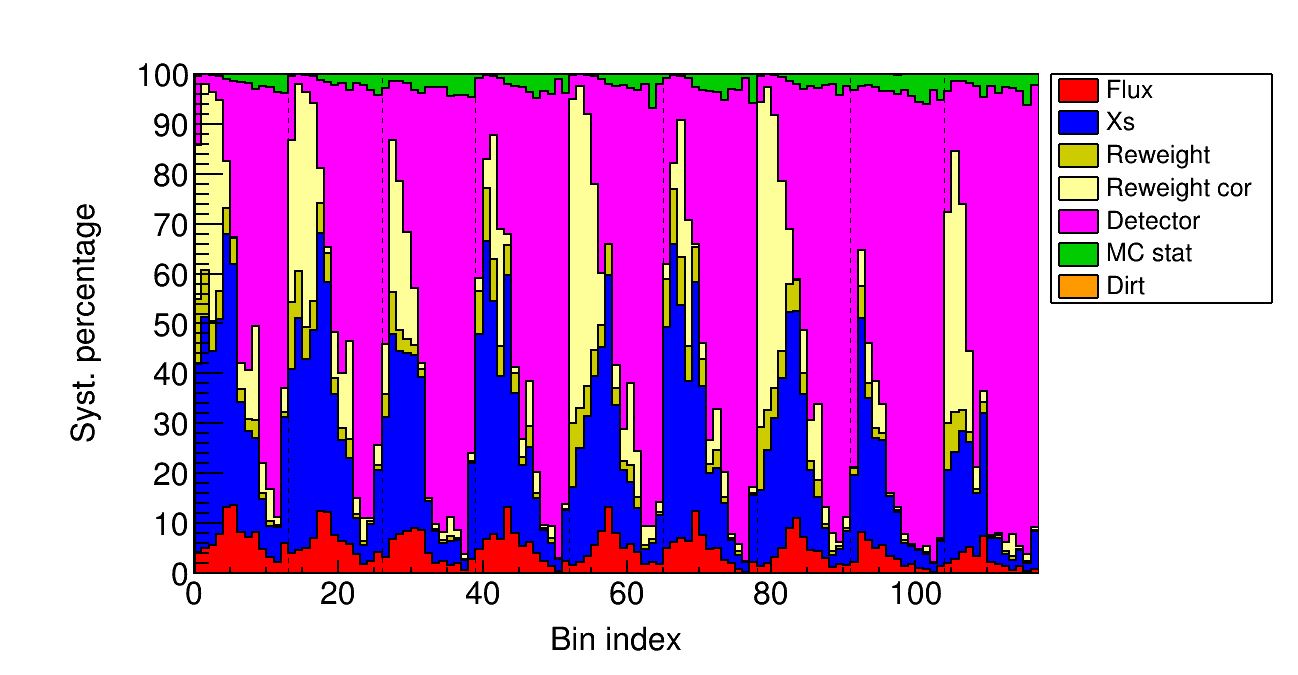 100
90
80
70
60
50
40
30
20
10
0
Syst. percentage
0 20 40 60 80 100
Bin index
Flux
Xs
Reweight
Reweight cor
Detector
MC stat
Dirt